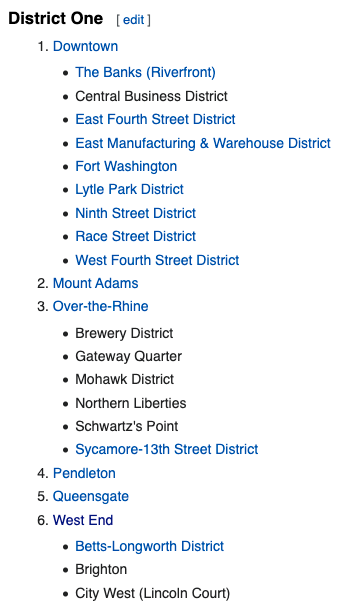 District One [ edit ]
1. Downtown
• The Banks (Riverfront)
• Central Business District
• East Fourth Street District
• East Manufacturing & Warehouse District
• Fort Washington
• Lytle Park District
• Ninth Street District
• Race Street District
• West Fourth Street District
2. Mount Adams
3. Over-the-Rhine
• Brewery District
• Gateway Quarter
• Mohawk District
• Northern Liberties
• Schwartz's Point
• Sycamore-13th Street District
4. Pendleton
5. Queensgate
6. West End
• Betts-Longworth District
• Brighton
• City West (Lincoln Court)